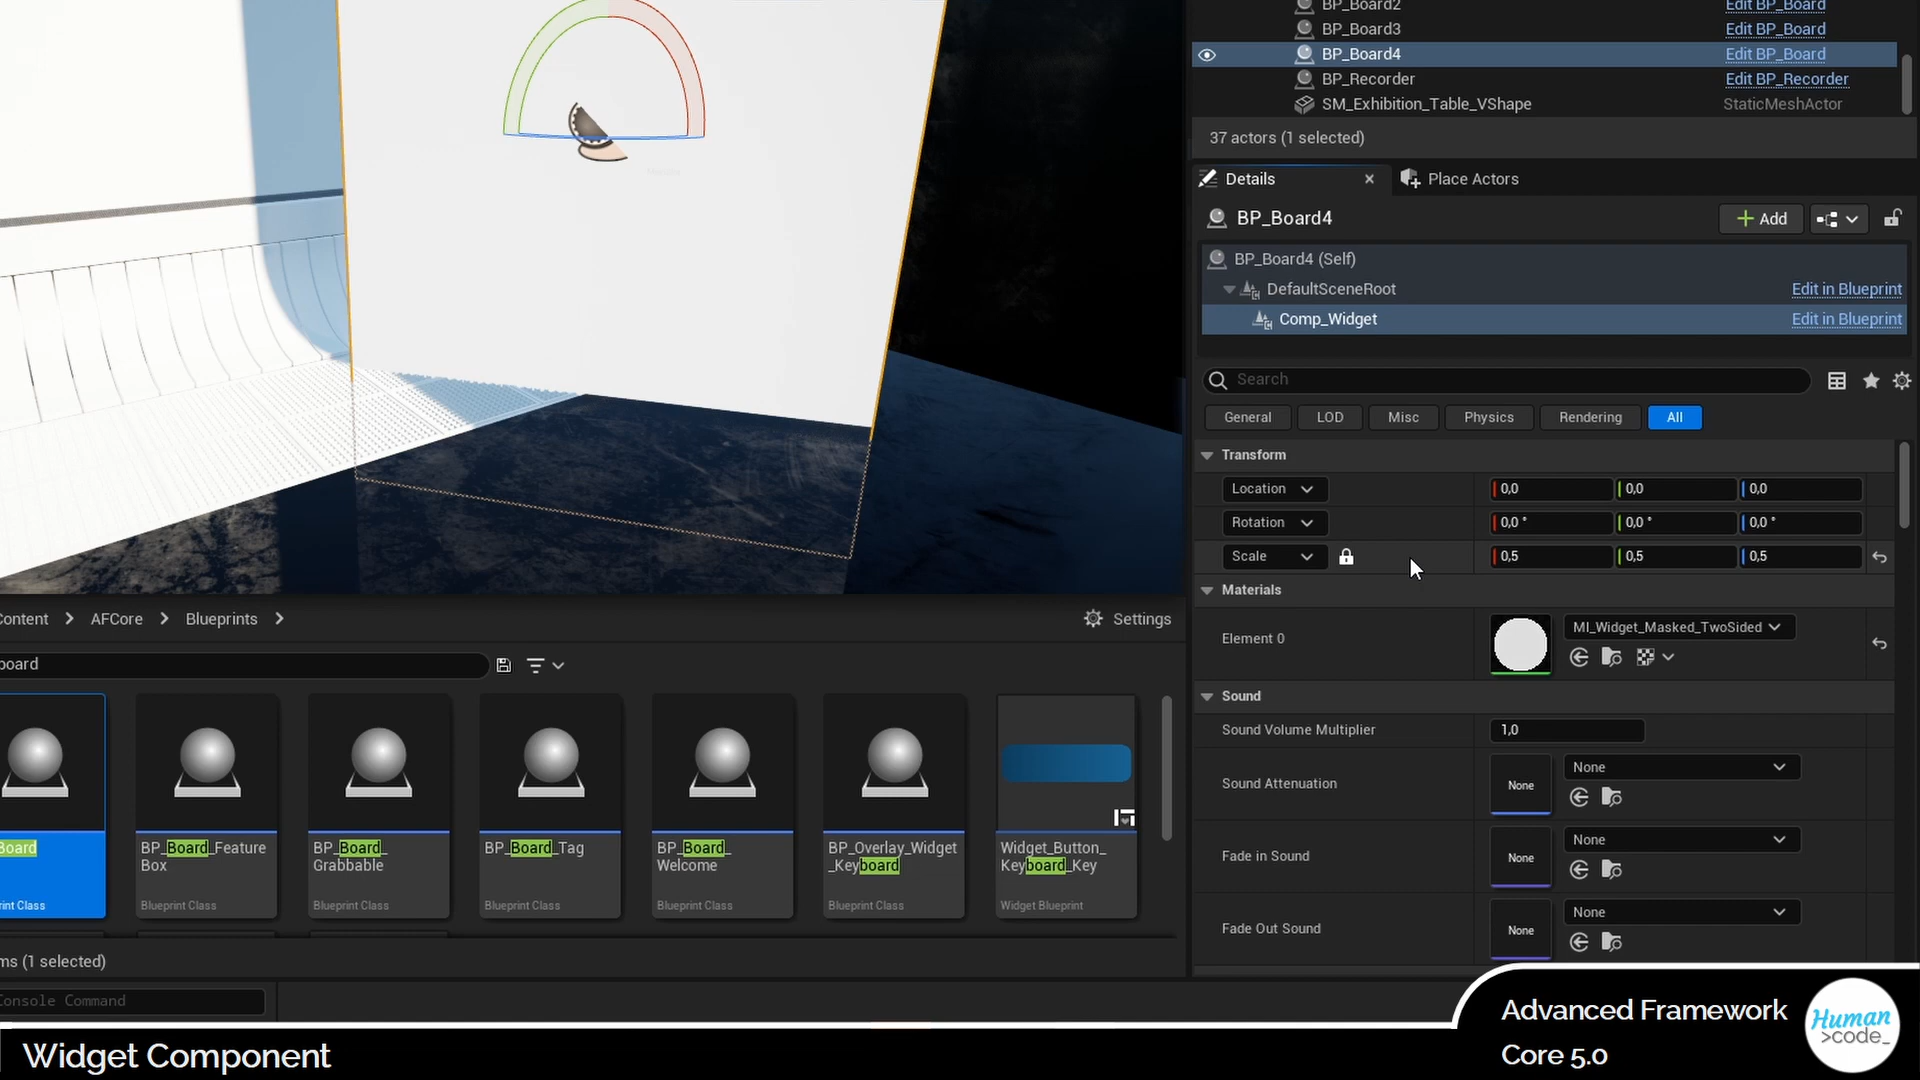 BP_Board2 Edit BP_Board
BP_Board3 Edit BP_Board
BP_Board4 Edit BP_Board
BP_Recorder Edit BP_Recorder
SM_Exhibition_Table_VShape StaticMeshActor
37 actors (1 selected)
Details Place Actors
BP_Board4 Add
BP_Board4 (Self)
DefaultSceneRoot Edit in Blueprint
Comp_Widget Edit in Blueprint
Search
General LOD Misc Physics Rendering All
Transform
Location 0,0 0,0 0,0
Rotation 0,0 ° 0,0 ° 0,0 °
Scale 0,5 0,5 0,5
Materials
Element 0 MI_Widget_Masked_TwoSided
Sound
Sound Volume Multiplier 1,0
Sound Attenuation None None
Fade in Sound None None
Fade Out Sound None None
Content AFCore Blueprints Settings
board
Board
int Class
BP_Board_Feature
Box
Blueprint Class
BP_Board_
Grabbable
Blueprint Class
BP_Board_Tag
Blueprint Class
BP_Board_
Welcome
Blueprint Class
BP_Overlay_Widget
_Keyboard
Blueprint Class
Widget_Button_
Keyboard_Key
Widget Blueprint
ms (1 selected)
Console Command
Widget Component
Advanced Framework
Core 5.0
Human
>code_